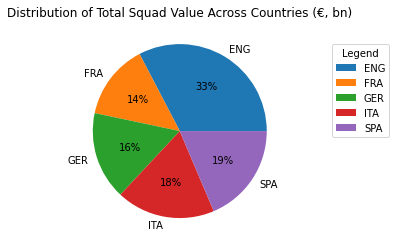 Distribution of Total Squad Value Across Countries (€, bn)
ENG
33%
FRA
14%
GER
16%
ITA
18%
SPA
19%
Legend
ENG
FRA
GER
ITA
SPA